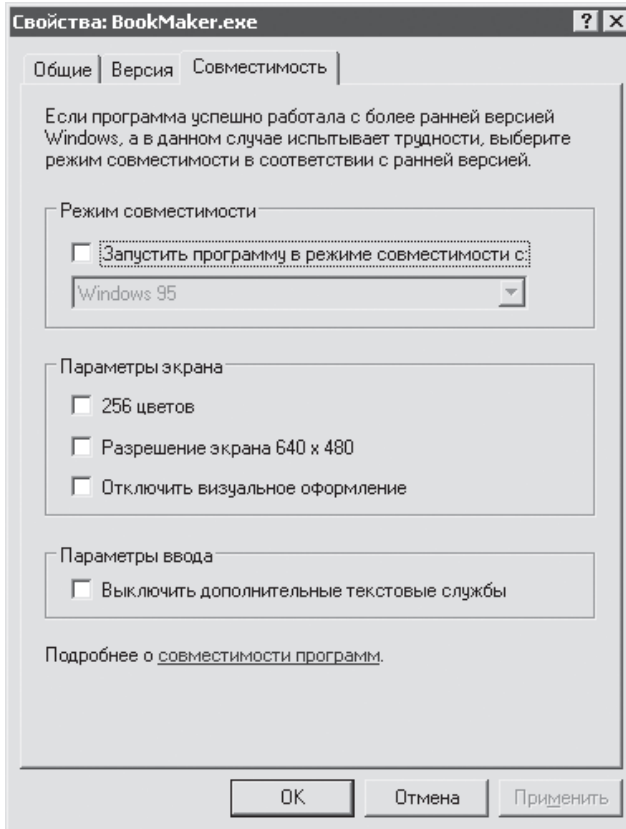 Свойства: BookMaker.exe
Общие Версия Совместимость
Если программа успешно работала с более ранней версией
Windows, а в данном случае испытывает трудности, выберите
режим совместимости в соответствии с ранней версией.
Режим совместимости
Запустить программу в режиме совместимости с:
Windows 95
Параметры экрана
256 цветов
Разрешение экрана 640 x 480
Отключить визуальное оформление
Параметры ввода
Выключить дополнительные текстовые службы
Подробнее о совместимости программ.
OK Отмена Применить